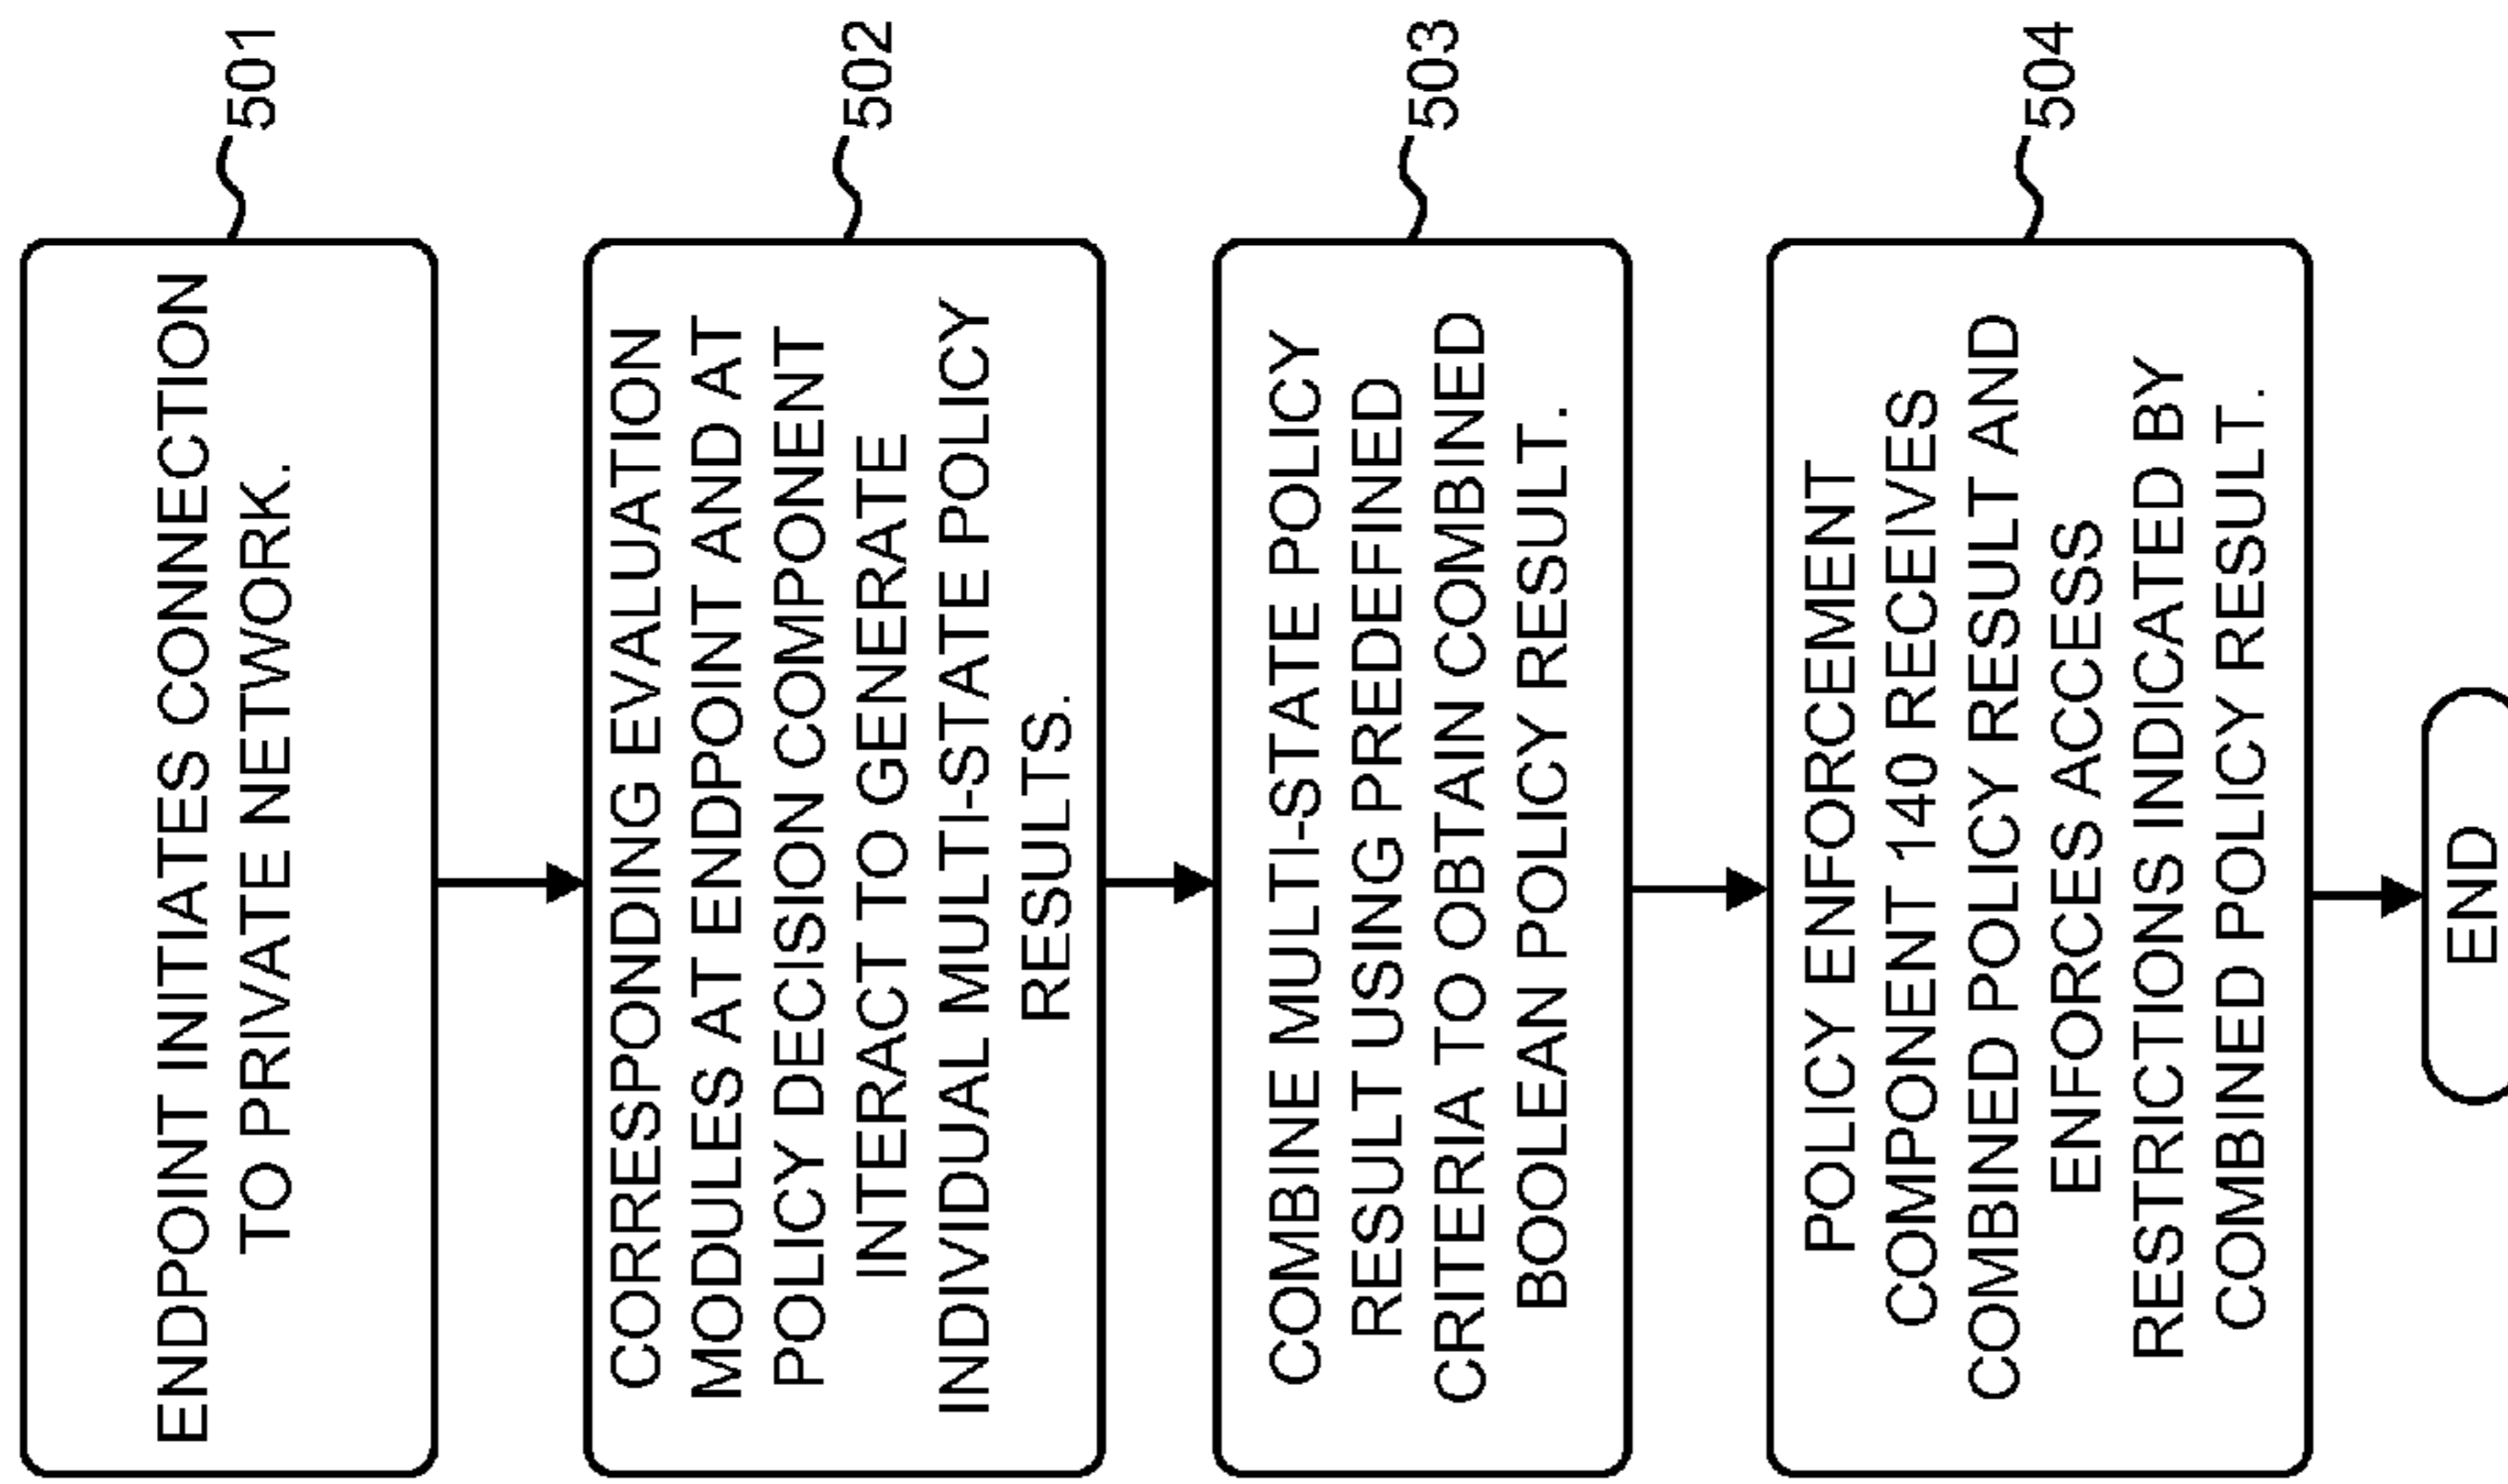 ENDPOINT INITIATES CONNECTION
TO PRIVATE NETWORK.
501
CORRESPONDING EVALUATION
MODULES AT ENDPOINT AND AT
POLICY DECISION COMPONENT
INTERACT TO GENERATE
INDIVIDUAL MULTI-STATE POLICY
RESULTS.
502
COMBINE MULTI-STATE POLICY
RESULT USING PREDEFINED
CRITERIA TO OBTAIN COMBINED
BOOLEAN POLICY RESULT.
503
POLICY ENFORCEMENT
COMPONENT 140 RECEIVES
COMBINED POLICY RESULT AND
ENFORCES ACCESS
RESTRICTIONS INDICATED BY
COMBINED POLICY RESULT.
504
END